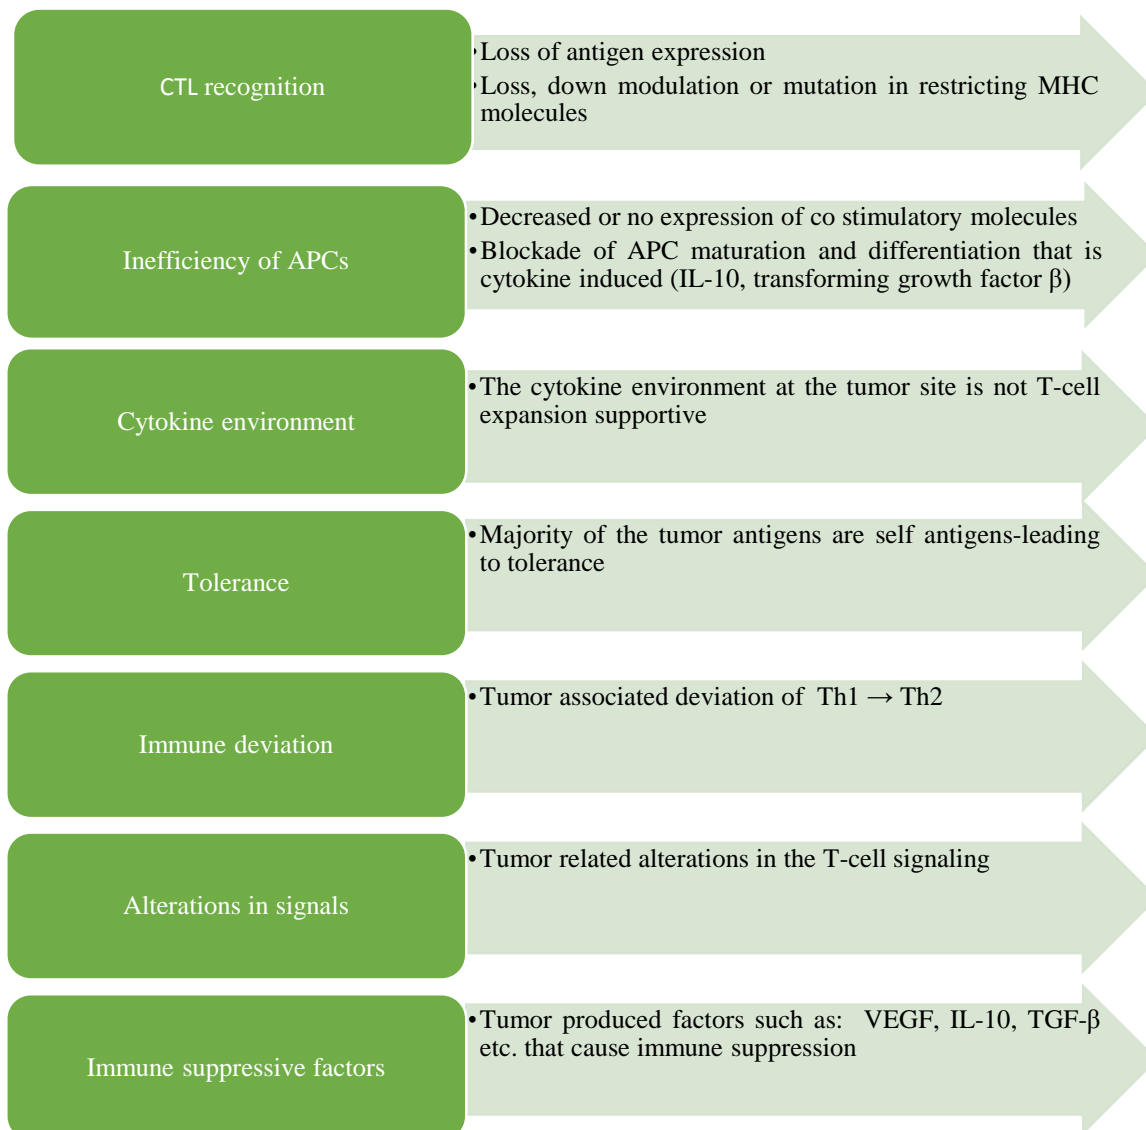 CTL recognition
•Loss of antigen expression
•Loss, down modulation or mutation in restricting MHC
molecules
Inefficiency of APCs
•Decreased or no expression of co stimulatory molecules
•Blockade of APC maturation and differentiation that is
cytokine induced (IL-10, transforming growth factor β)
Cytokine environment
•The cytokine environment at the tumor site is not T-cell
expansion supportive
Tolerance
•Majority of the tumor antigens are self antigens-leading
to tolerance
Immune deviation
•Tumor associated deviation of Th1 → Th2
Alterations in signals
•Tumor related alterations in the T-cell signaling
Immune suppressive factors
•Tumor produced factors such as: VEGF, IL-10, TGF-β
etc. that cause immune suppression